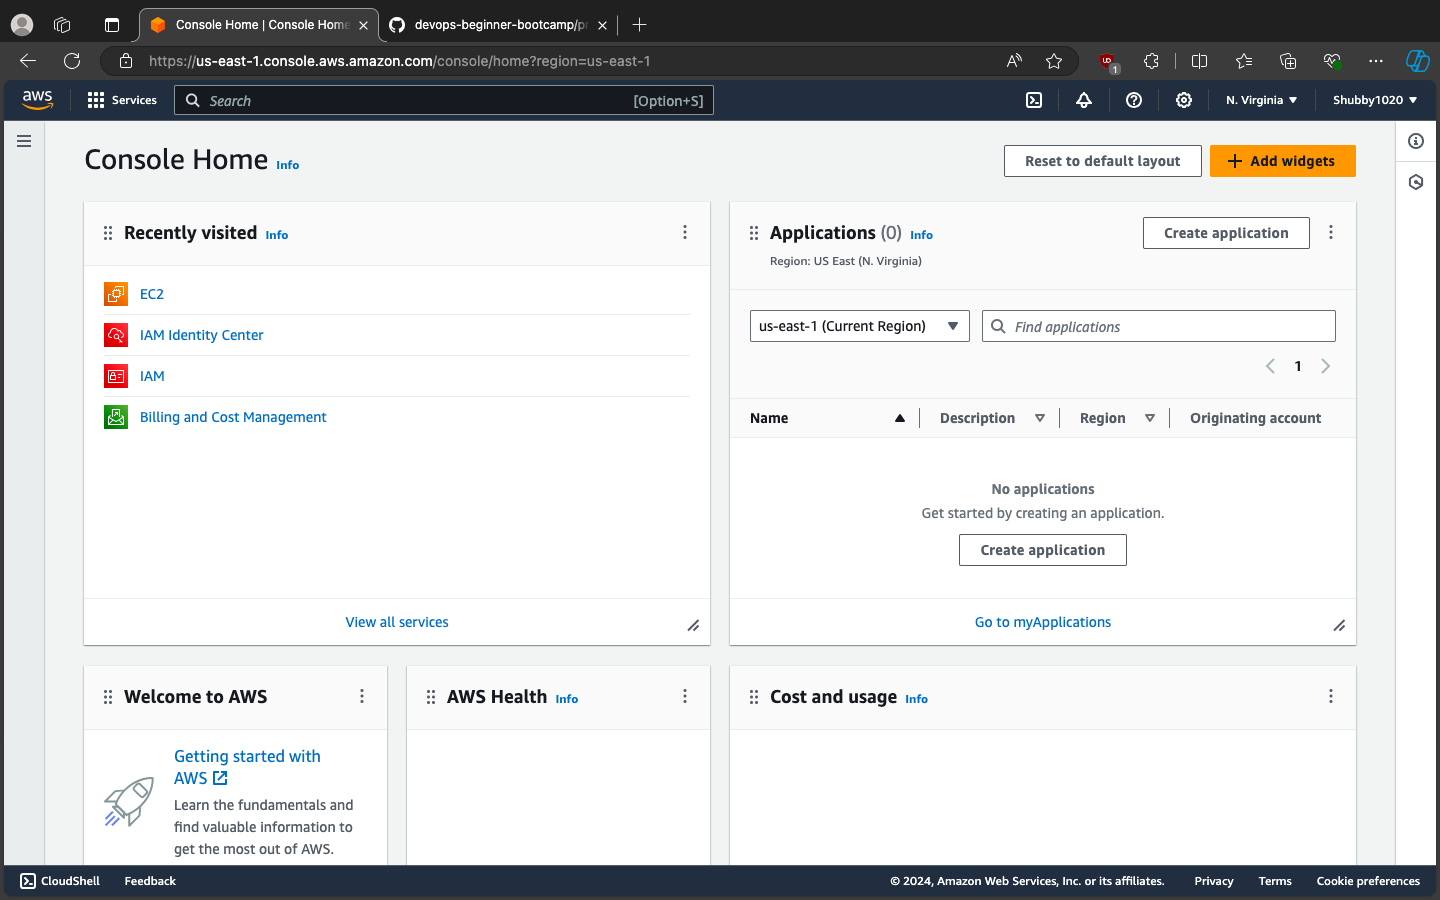 Console Home | Console Home
devops-beginner-bootcamp/pr
https://us-east-1.console.aws.amazon.com/console/home?region=us-east-1
1
aws
Services
Search
[Option+S]
N. Virginia
Shubby1020
Console Home Info
Reset to default layout
Add widgets
Recently visited Info
EC2
IAM Identity Center
IAM
Billing and Cost Management
View all services
Applications (0) Info
Create application
Region: US East (N. Virginia)
us-east-1 (Current Region)
Find applications
1
Name
Description
Region
Originating account
No applications
Get started by creating an application.
Create application
Go to myApplications
Welcome to AWS
Getting started with
AWS
Learn the fundamentals and
find valuable information to
get the most out of AWS.
AWS Health Info
Cost and usage Info
CloudShell
Feedback
© 2024, Amazon Web Services, Inc. or its affiliates.
Privacy
Terms
Cookie preferences